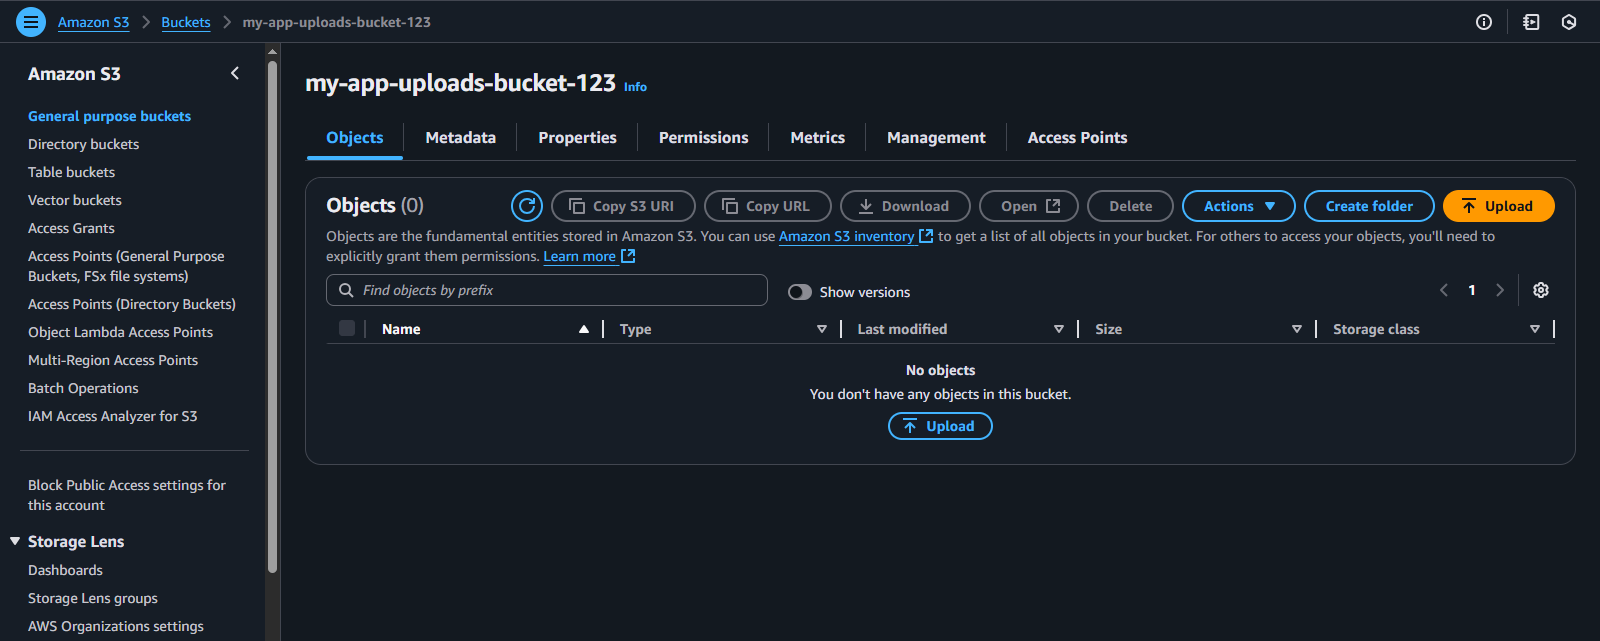 Amazon S3 > Buckets > my-app-uploads-bucket-123
Amazon S3
General purpose buckets
Directory buckets
Table buckets
Vector buckets
Access Grants
Access Points (General Purpose
Buckets, FSx file systems)
Access Points (Directory Buckets)
Object Lambda Access Points
Multi-Region Access Points
Batch Operations
IAM Access Analyzer for S3
Block Public Access settings for
this account
Storage Lens
Dashboards
Storage Lens groups
AWS Organizations settings
my-app-uploads-bucket-123 Info
Objects Metadata Properties Permissions Metrics Management Access Points
Objects (0) Copy S3 URI Copy URL Download Open Delete Actions Create folder Upload
Objects are the fundamental entities stored in Amazon S3. You can use Amazon S3 inventory to get a list of all objects in your bucket. For others to access your objects, you'll need to
explicitly grant them permissions. Learn more
Find objects by prefix Show versions 1
Name Type Last modified Size Storage class
No objects
You don't have any objects in this bucket.
Upload